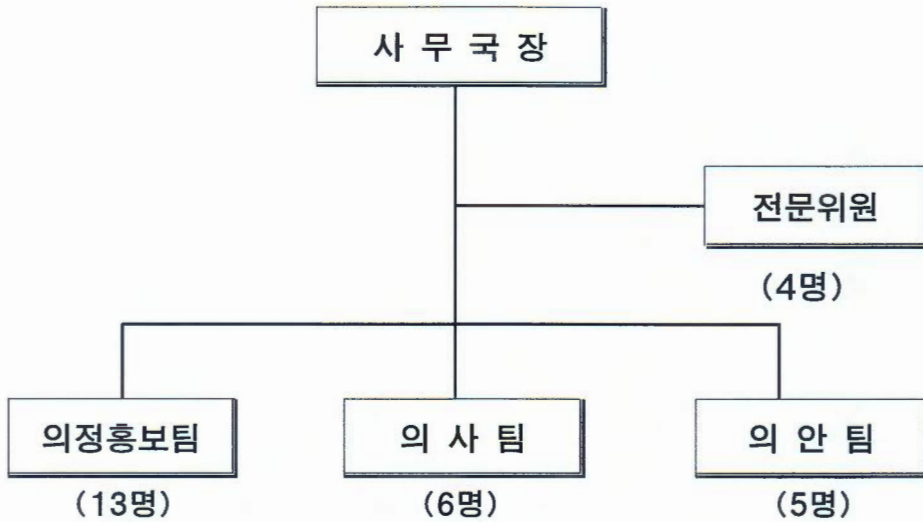 사 무 국 장
전문위원
(4명)
의정홍보팀
의 사 팀
의 안 팀
(13명)
(6명)
(5명)